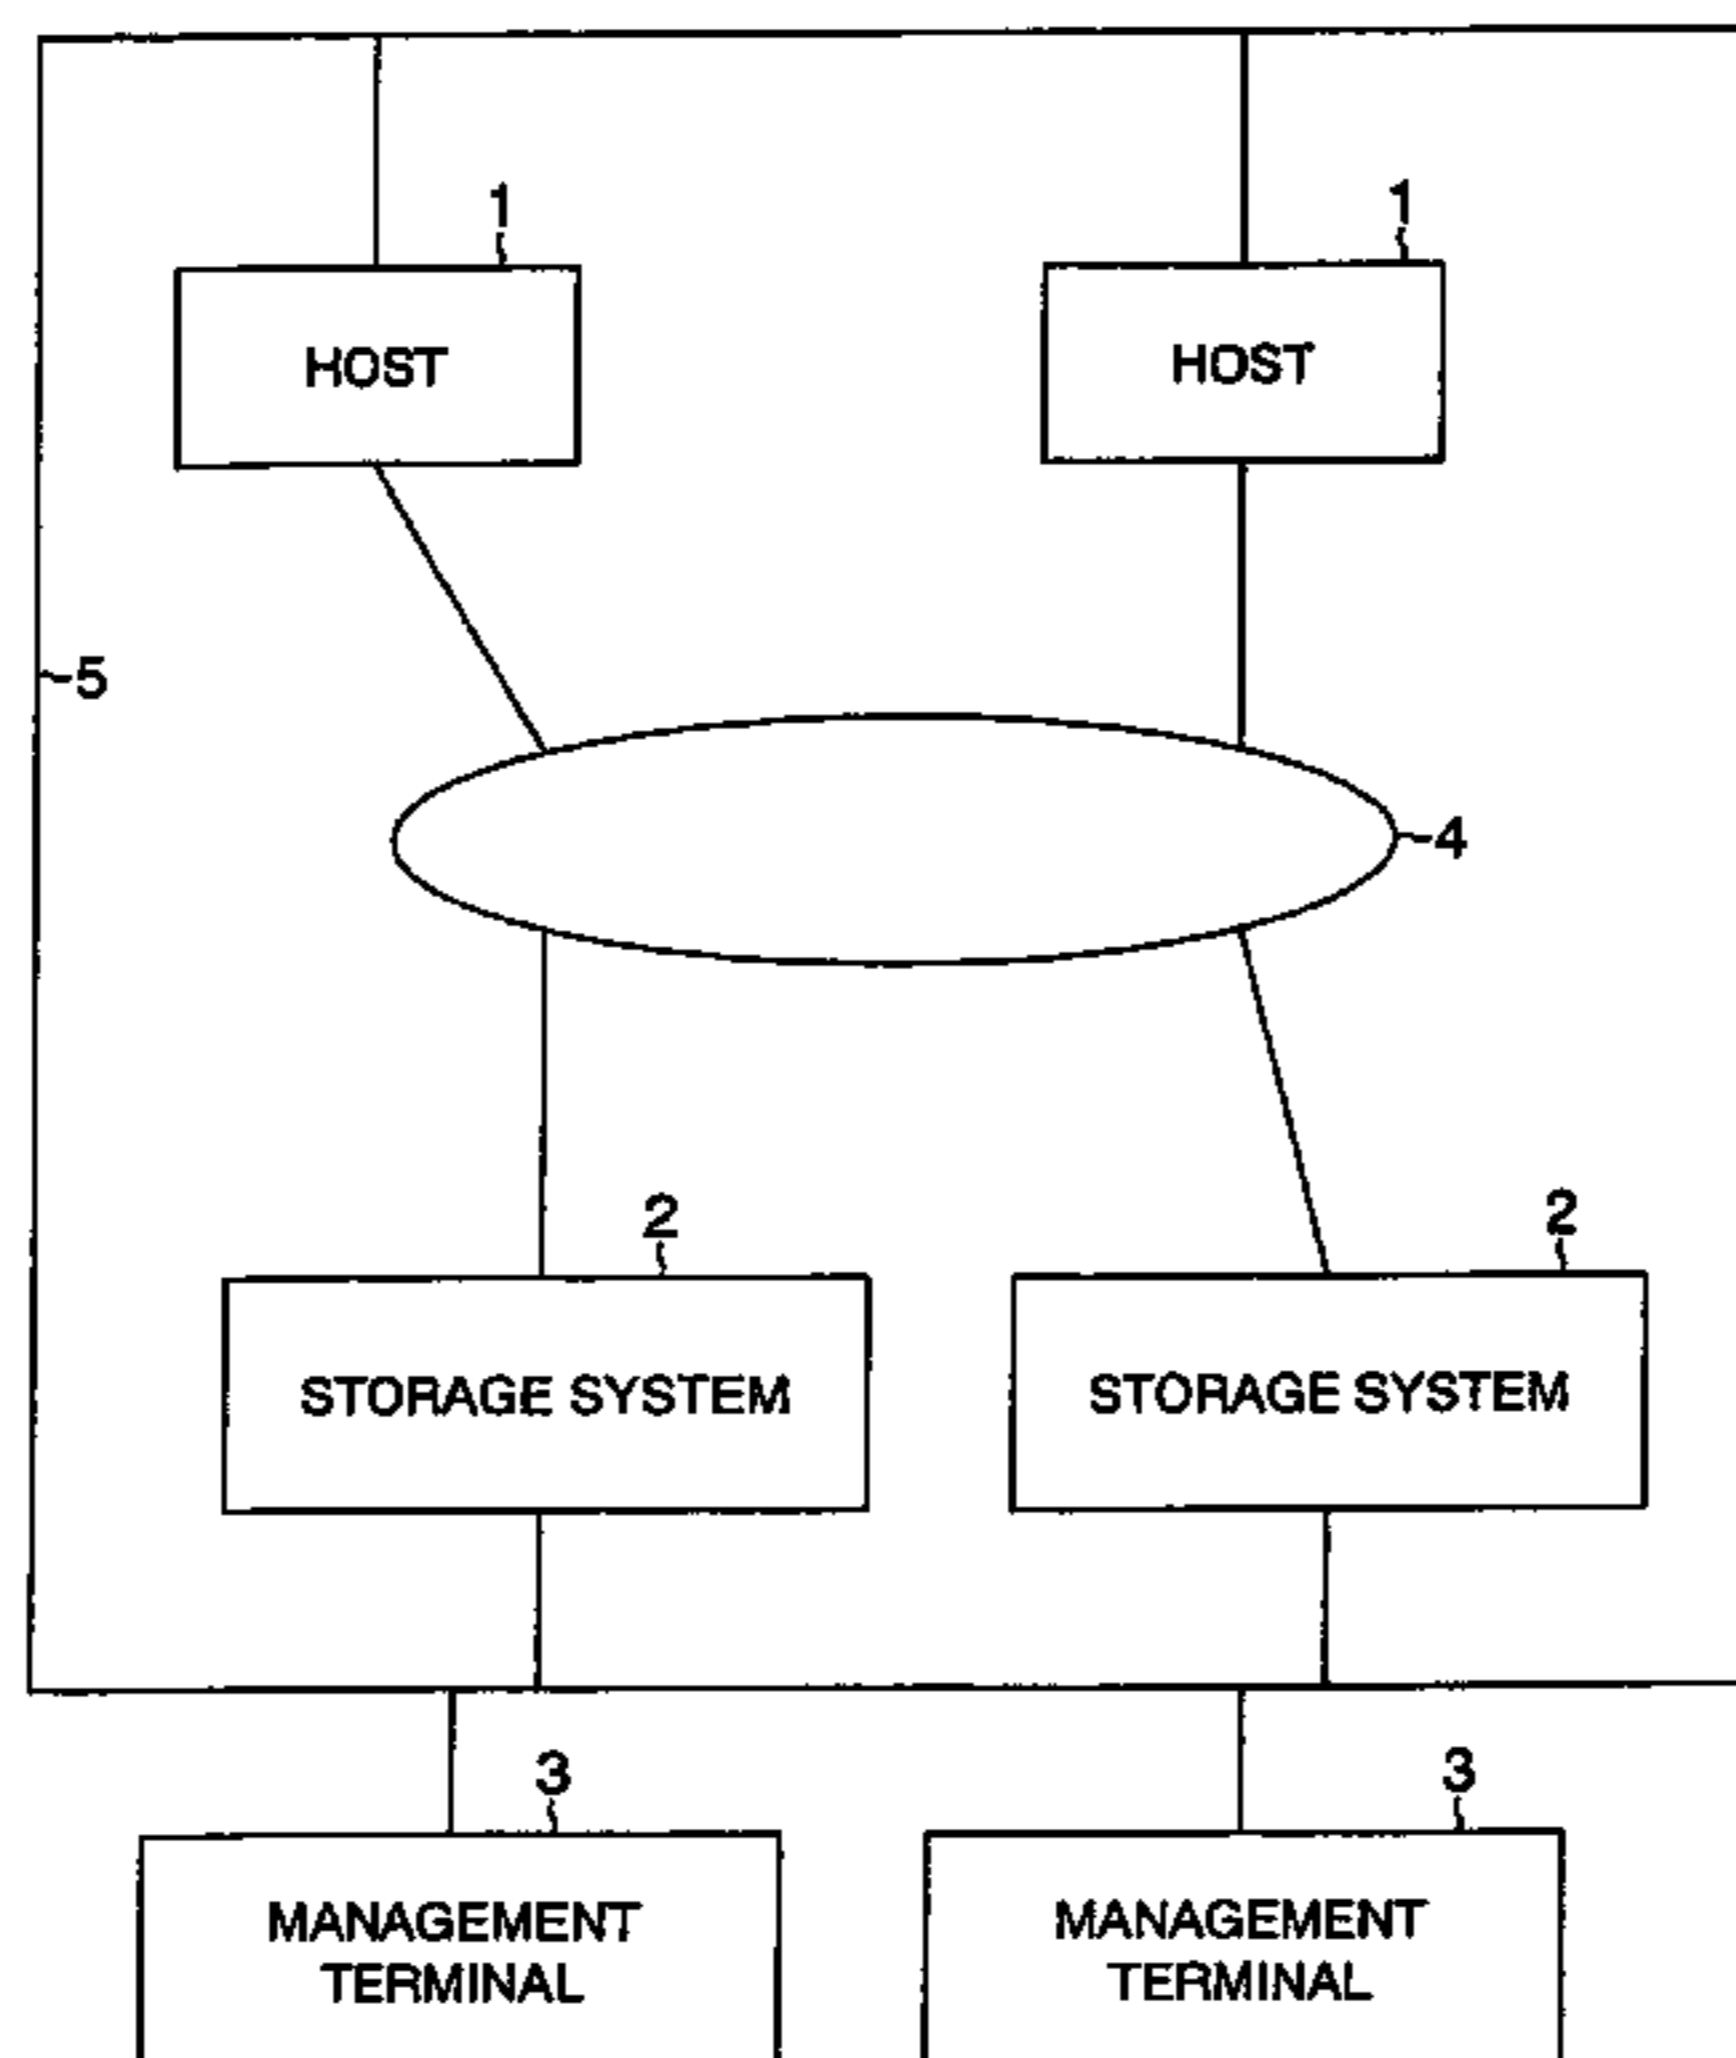 1
1
HOST
HOST
5
4
2
2
STORAGE SYSTEM
STORAGE SYSTEM
3
3
MANAGEMENT
TERMINAL
MANAGEMENT
TERMINAL